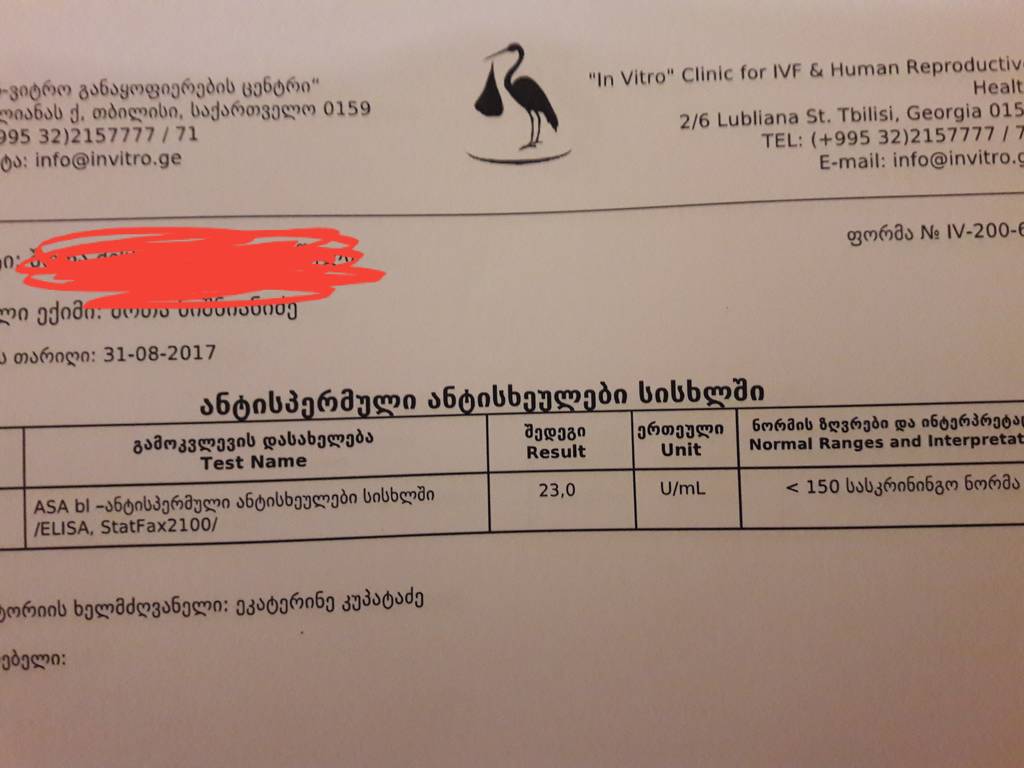 -ვიტრო განაყოფიერების ცენტრი“
ლიანას ქ, თბილისი, საქართველო 0159
995 32)2157777 / 71
ტა: info@invitro.ge
"In Vitro" Clinic for IVF & Human Reproductive
Healt
2/6 Lubliana St. Tbilisi, Georgia 015
TEL: (+995 32)2157777 / 7
E-mail: info@invitro.g
ფორმა № IV-200-6
ლი ექიმი:
ს თარიღი: 31-08-2017
ანტისპერმული ანტისხეულები სისხლში
გამოკვლევის დასახელება
Test Name
შედეგი
Result
ერთეული
Unit
ნორმის ზღვრები და ინტერპრეტაც
Normal Ranges and Interpretat
ASA bl –ანტისპერმული ანტისხეულები სისხლში
/ELISA, StatFax2100/
23,0
U/mL
< 150 სასკრინინგო ნორმა
ტორიის ხელმძღვანელი: ეკატერინე კუპატაძე
ებელი: